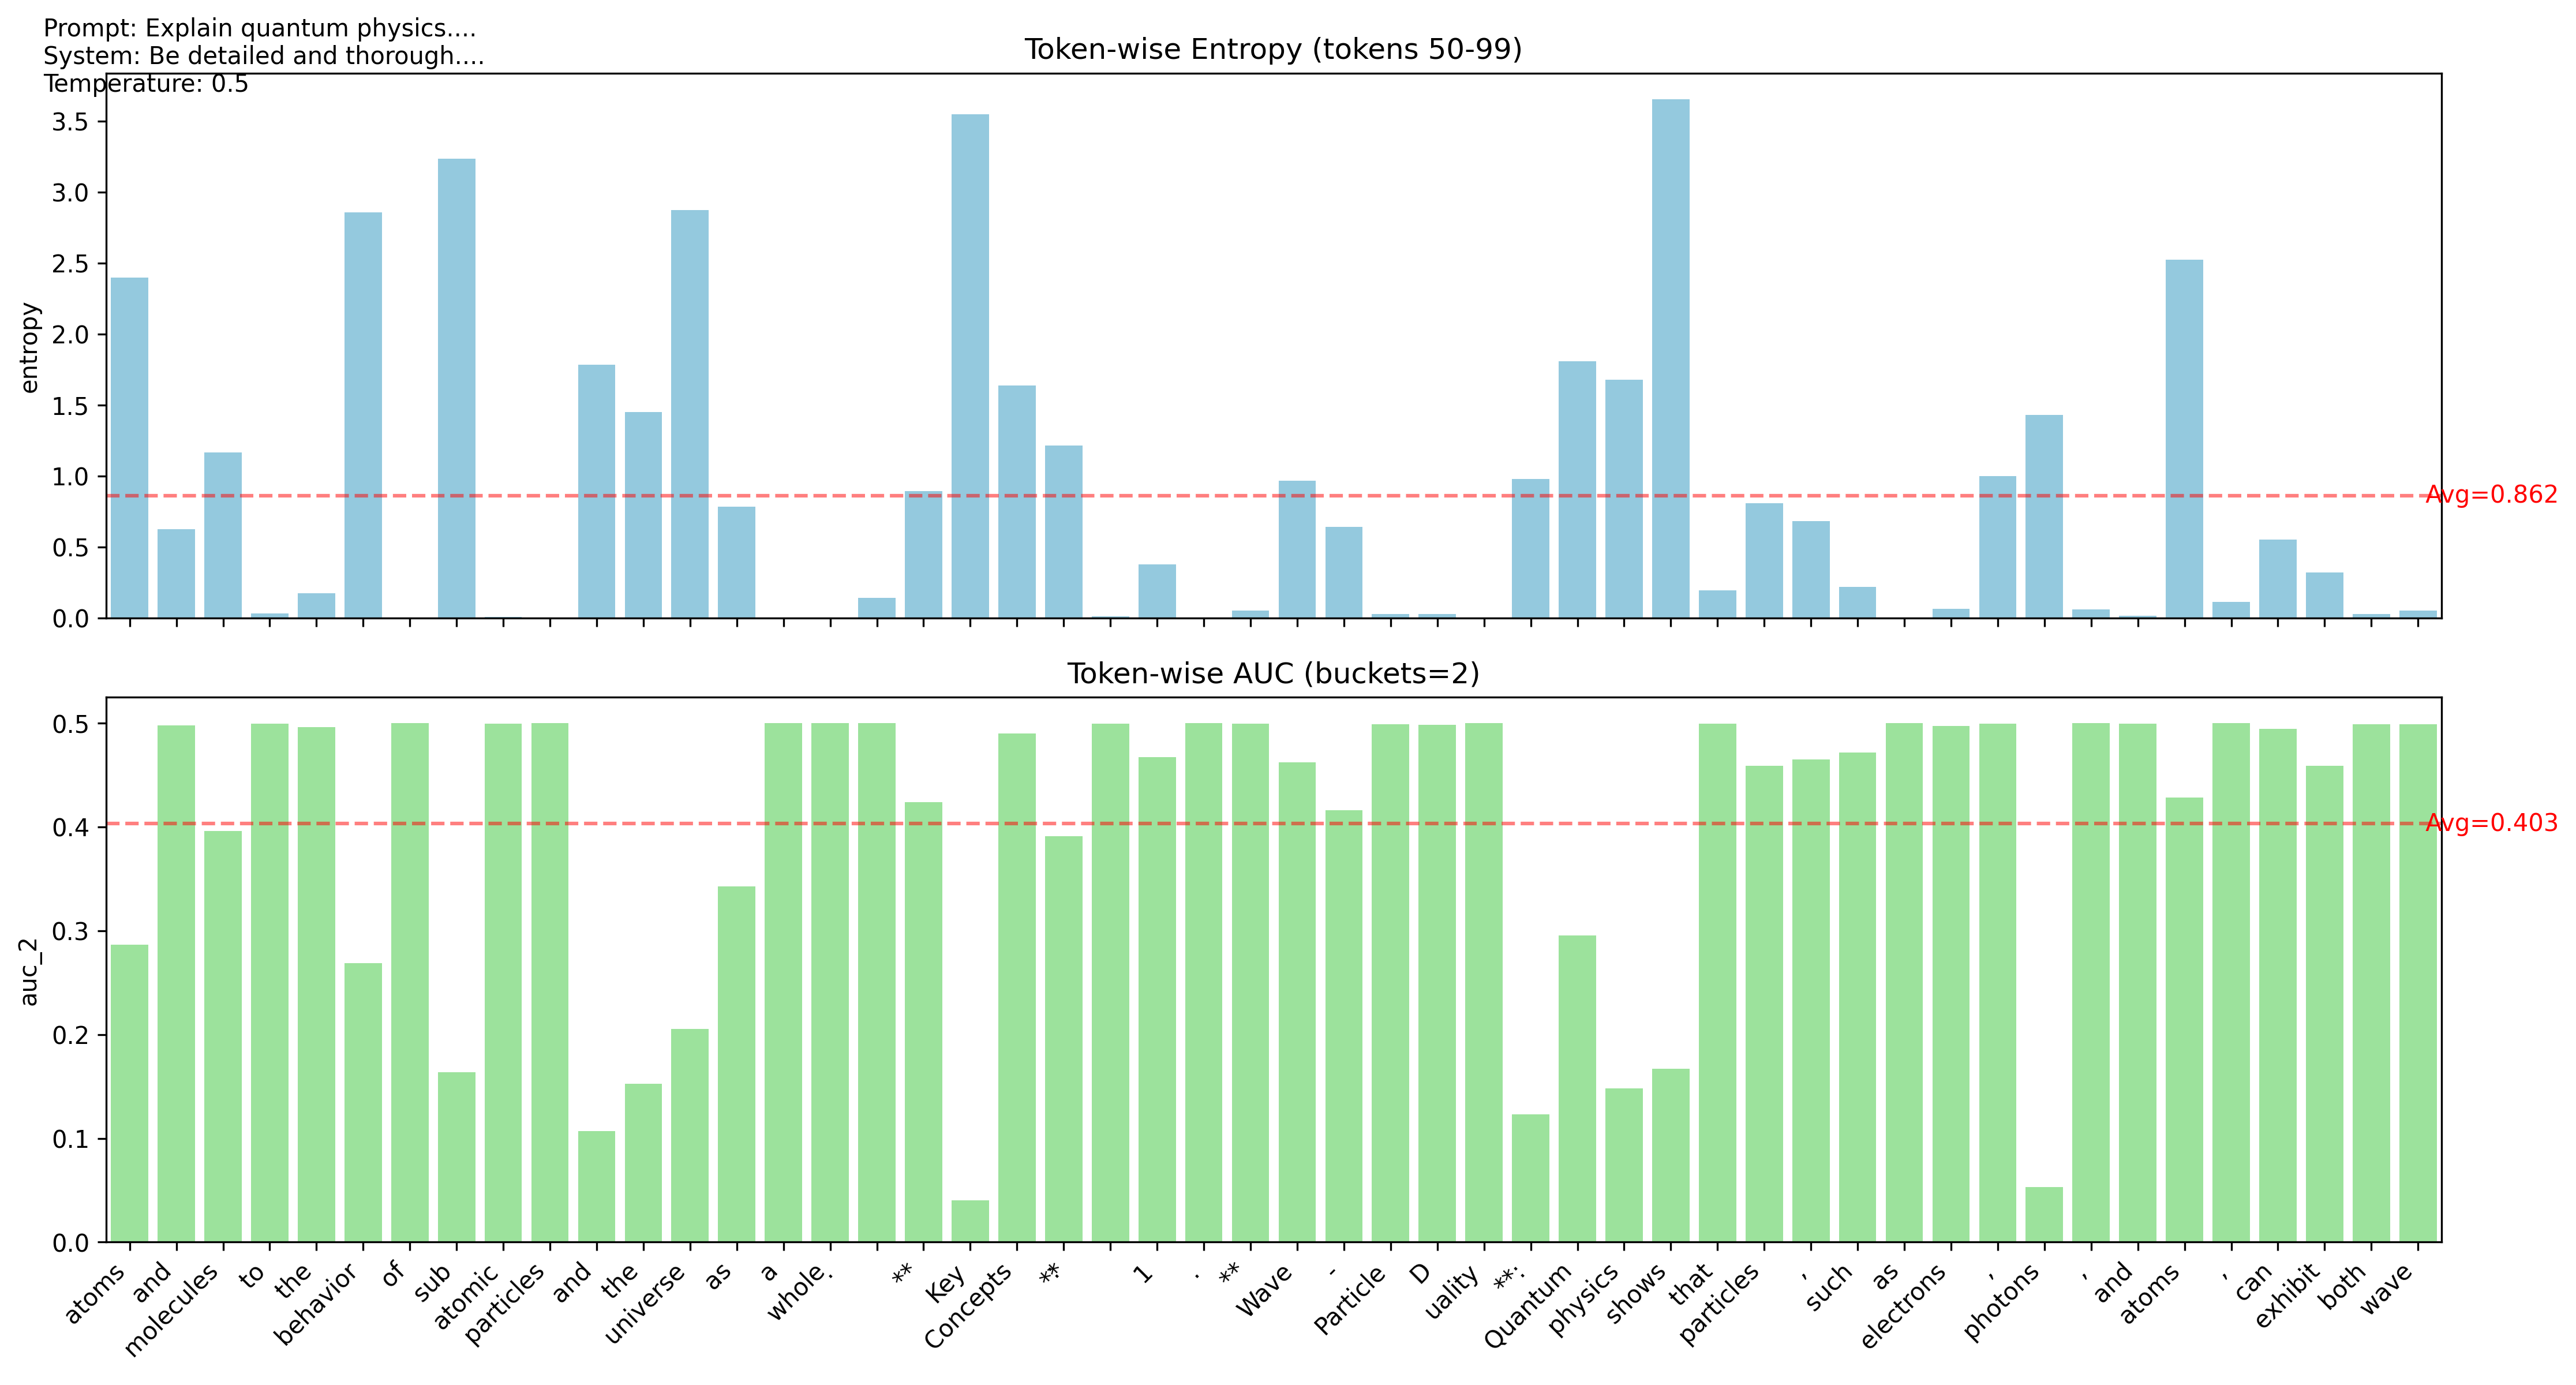 Prompt: Explain quantum physics....
System: Be detailed and thorough....
Temperature: 0.5
Token-wise Entropy (tokens 50-99)
entropy
3.5
3.0
2.5
2.0
1.5
1.0
0.5
0.0
Avg=0.862
Token-wise AUC (buckets=2)
auc_2
0.5
0.4
0.3
0.2
0.1
0.0
Avg=0.403
atoms
and
molecules
to
the
behavior
of
sub
atomic
particles
and
the
universe
as
a
whole.
**
Key
Concepts
**
1
.
**
Wave
-
Particle
D
uality
**:
Quantum
physics
shows
that
particles
,
such
as
electrons
,
photons
,
and
atoms
,
can
exhibit
both
wave